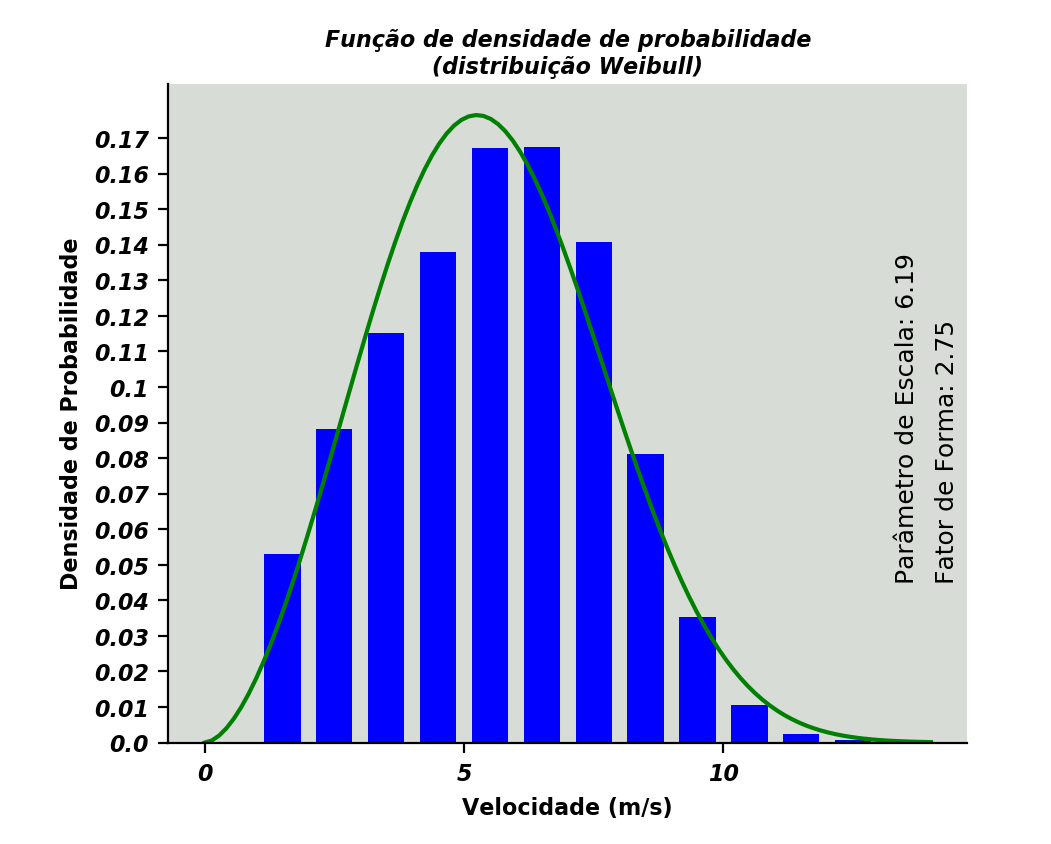 Função de densidade de probabilidade
(distribuição Weibull)
Densidade de Probabilidade
0.17
0.16
0.15
0.14
0.13
0.12
0.11
0.1
0.09
0.08
0.07
0.06
0.05
0.04
0.03
0.02
0.01
0.0
Parâmetro de Escala: 6.19
Fator de Forma: 2.75
0 5 10
Velocidade (m/s)